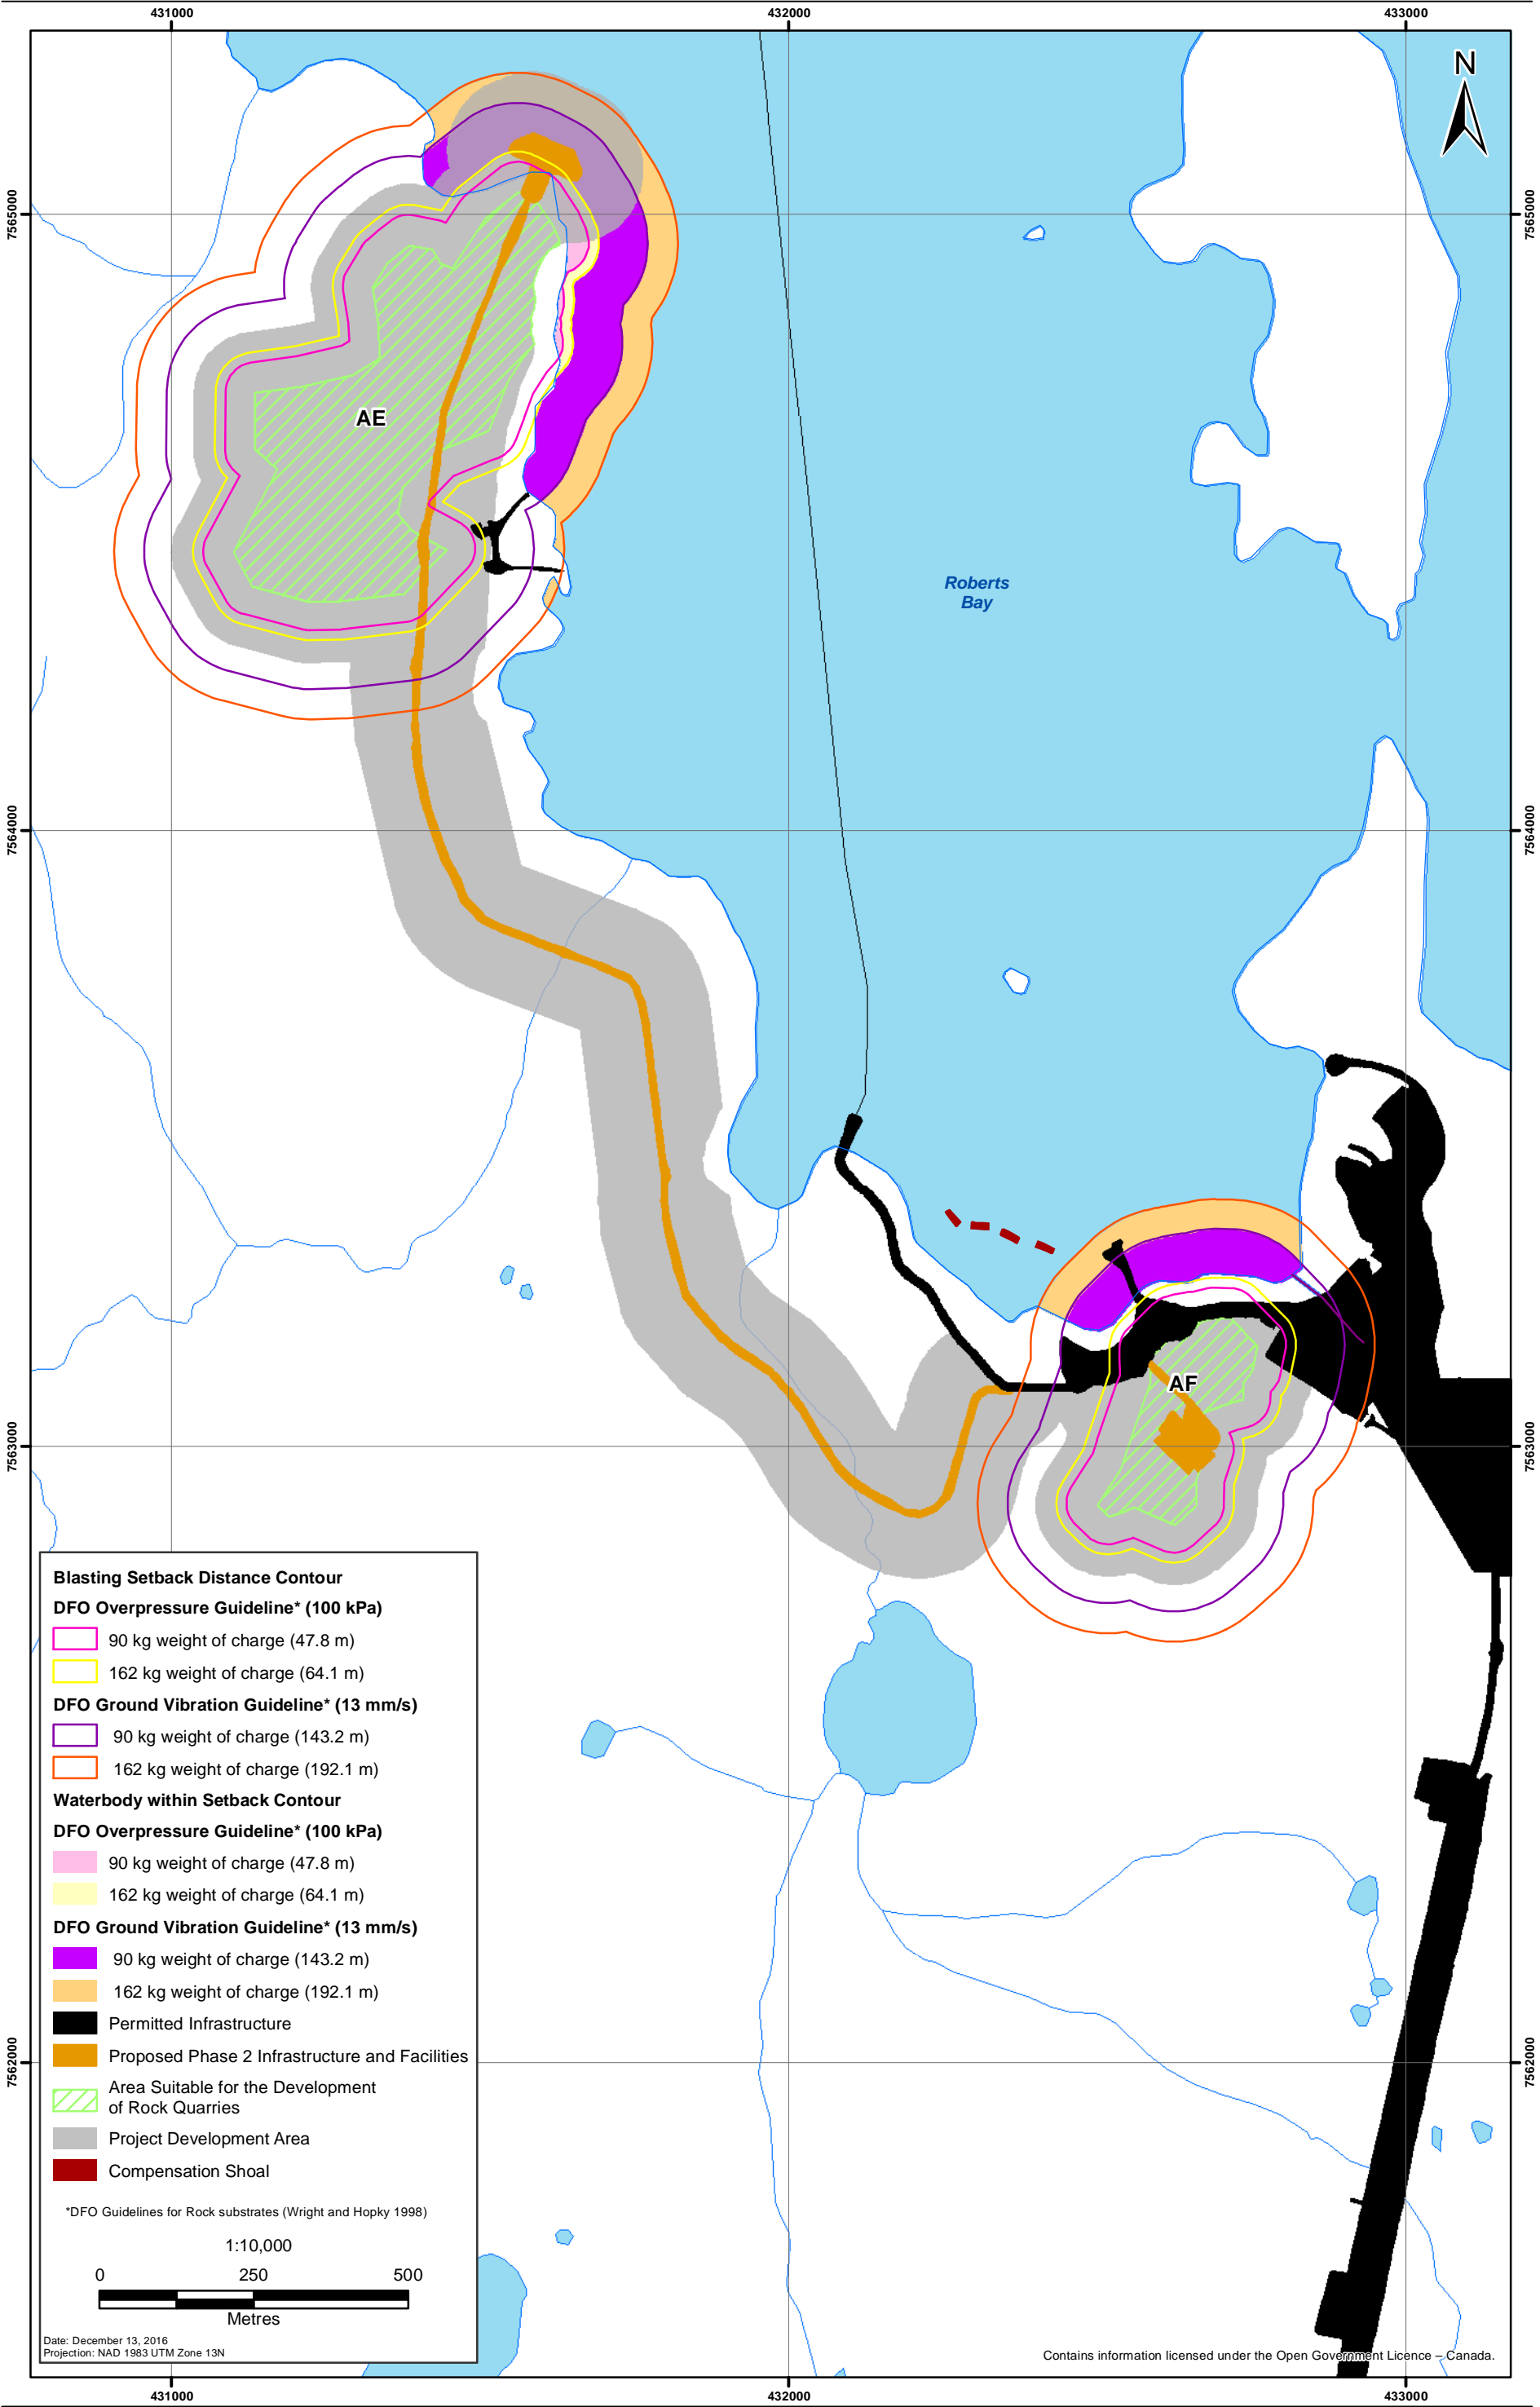 431000 432000 433000
N
7565000 7565000
AE
Roberts
Bay
7564000 7564000
AF
7563000 7563000
Blasting Setback Distance Contour
DFO Overpressure Guideline* (100 kPa)
90 kg weight of charge (47.8 m)
162 kg weight of charge (64.1 m)
DFO Ground Vibration Guideline* (13 mm/s)
90 kg weight of charge (143.2 m)
162 kg weight of charge (192.1 m)
Waterbody within Setback Contour
DFO Overpressure Guideline* (100 kPa)
90 kg weight of charge (47.8 m)
162 kg weight of charge (64.1 m)
DFO Ground Vibration Guideline* (13 mm/s)
90 kg weight of charge (143.2 m)
162 kg weight of charge (192.1 m)
Permitted Infrastructure
Proposed Phase 2 Infrastructure and Facilities
7562000 7562000
Area Suitable for the Development
of Rock Quarries
Project Development Area
Compensation Shoal
*DFO Guidelines for Rock substrates (Wright and Hopky 1998)
1:10,000
0 250 500
Metres
Date: December 13, 2016
Projection: NAD 1983 UTM Zone 13N
Contains information licensed under the Open Government Licence – Canada.
431000 432000 433000